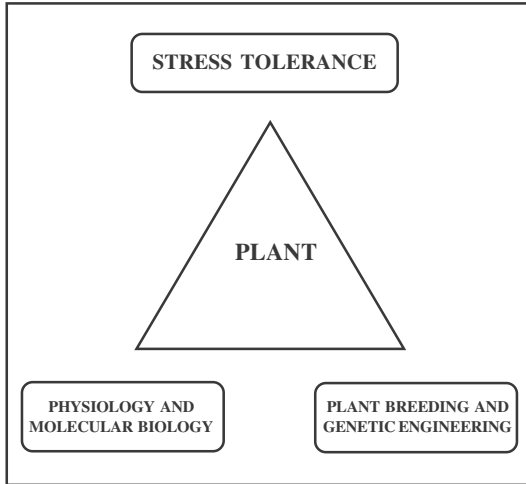 STRESS TOLERANCE
PLANT
PHYSIOLOGY AND
MOLECULAR BIOLOGY
PLANT BREEDING AND
GENETIC ENGINEERING